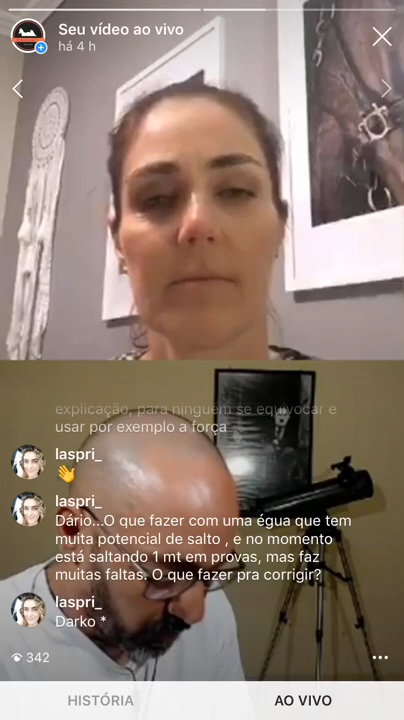 Seu vídeo ao vivo
há 4 h
explicação, para ninguém se equivocar e
usar por exemplo a força
laspri_
👋
laspri_
Dário...O que fazer com uma égua que tem
muita potencial de salto , e no momento
está saltando 1 mt em provas, mas faz
muitas faltas. O que fazer pra corrigir?
laspri_
Darko *
342
HISTÓRIA
AO VIVO